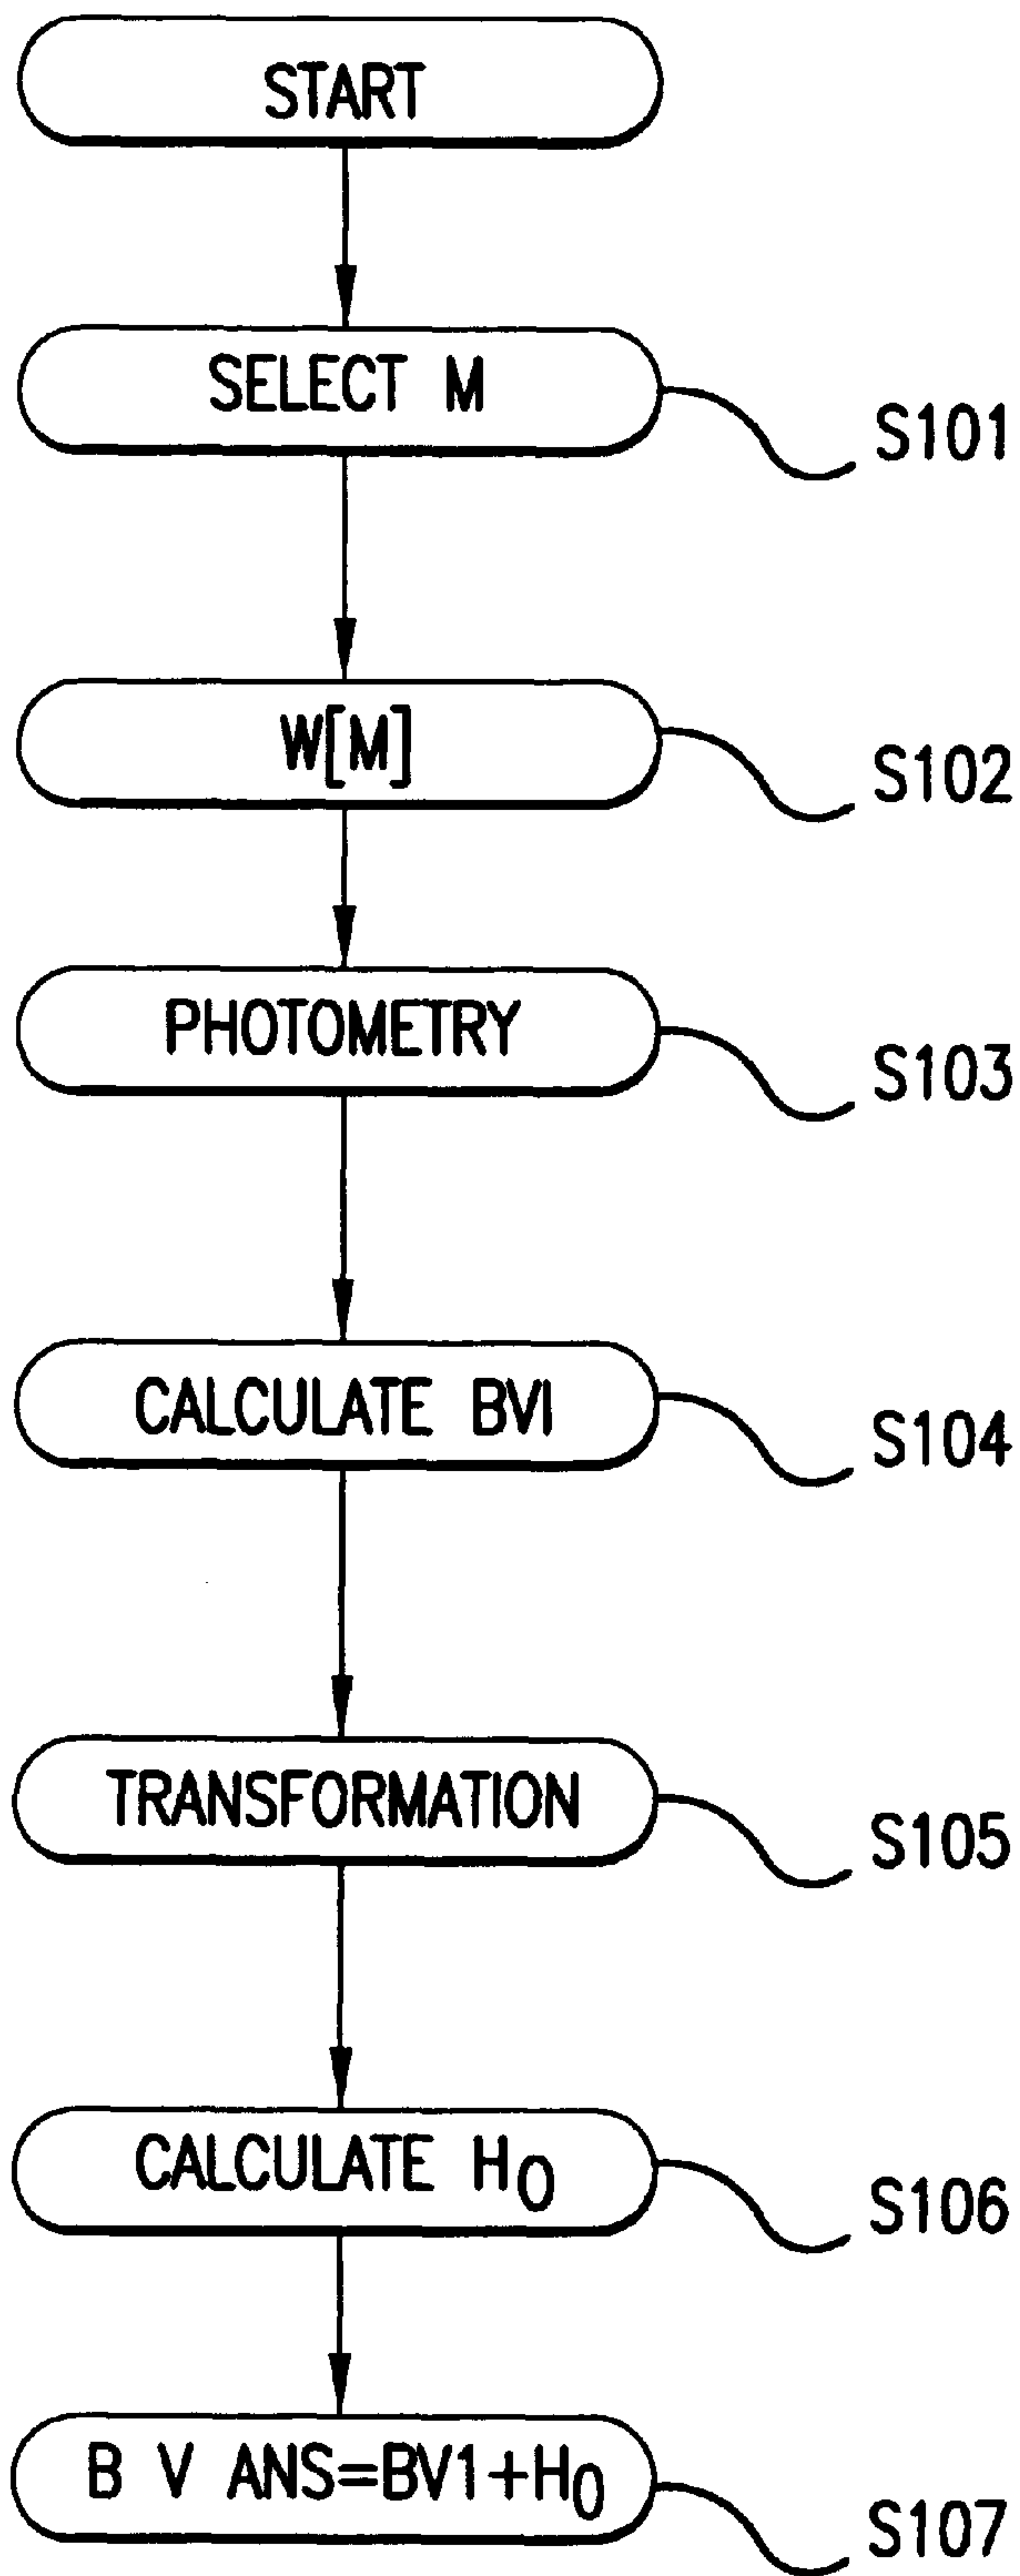 START
SELECT M
S101
W[M]
S102
PHOTOMETRY
S103
CALCULATE BVI
S104
TRANSFORMATION
S105
CALCULATE H0
S106
B V ANS=BV1+H0
S107